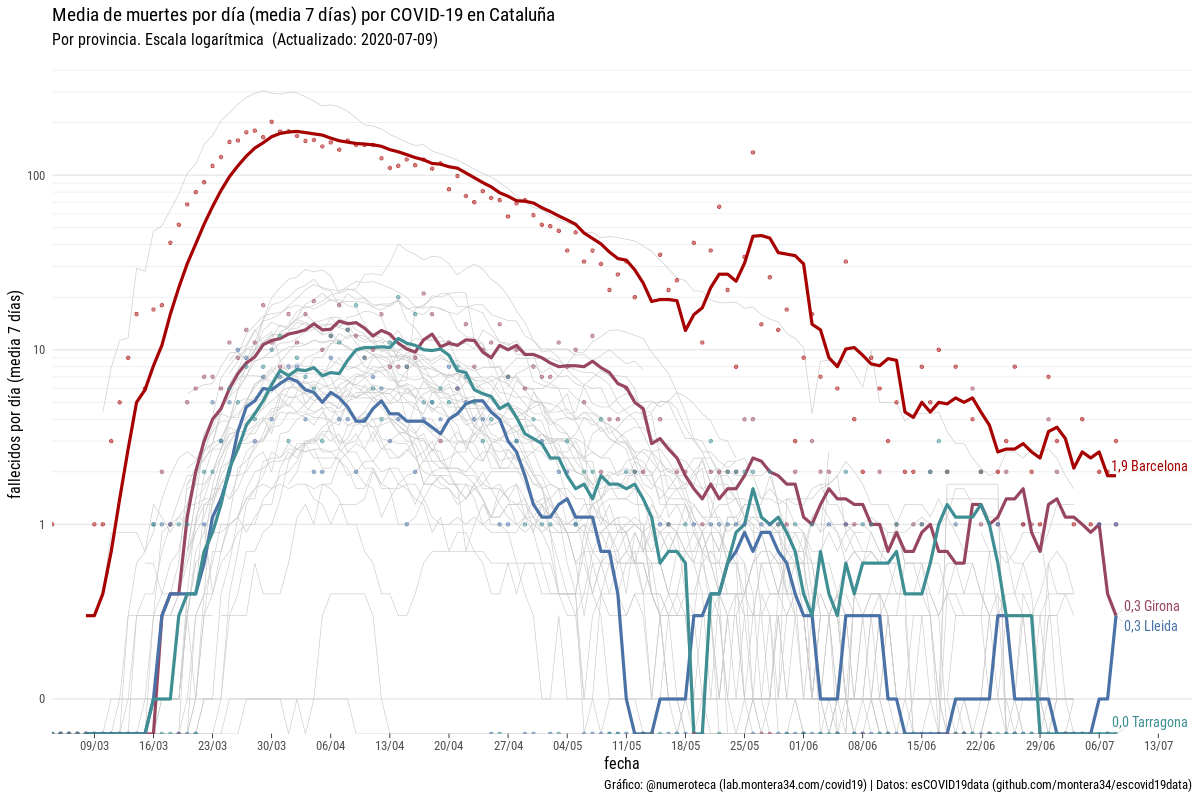 Media de muertes por día (media 7 días) por COVID-19 en Cataluña
Por provincia. Escala logarítmica (Actualizado: 2020-07-09)
fallecidos por día (media 7 días)
100
10
1
0
1,9 Barcelona
0,3 Girona
0,3 Lleida
0,0 Tarragona
09/03 16/03 23/03 30/03 06/04 13/04 20/04 27/04 04/05 11/05 18/05 25/05 01/06 08/06 15/06 22/06 29/06 06/07 13/07
fecha
Gráfico: @numeroteca (lab.montera34.com/covid19) | Datos: esCOVID19data (github.com/montera34/escovid19data)